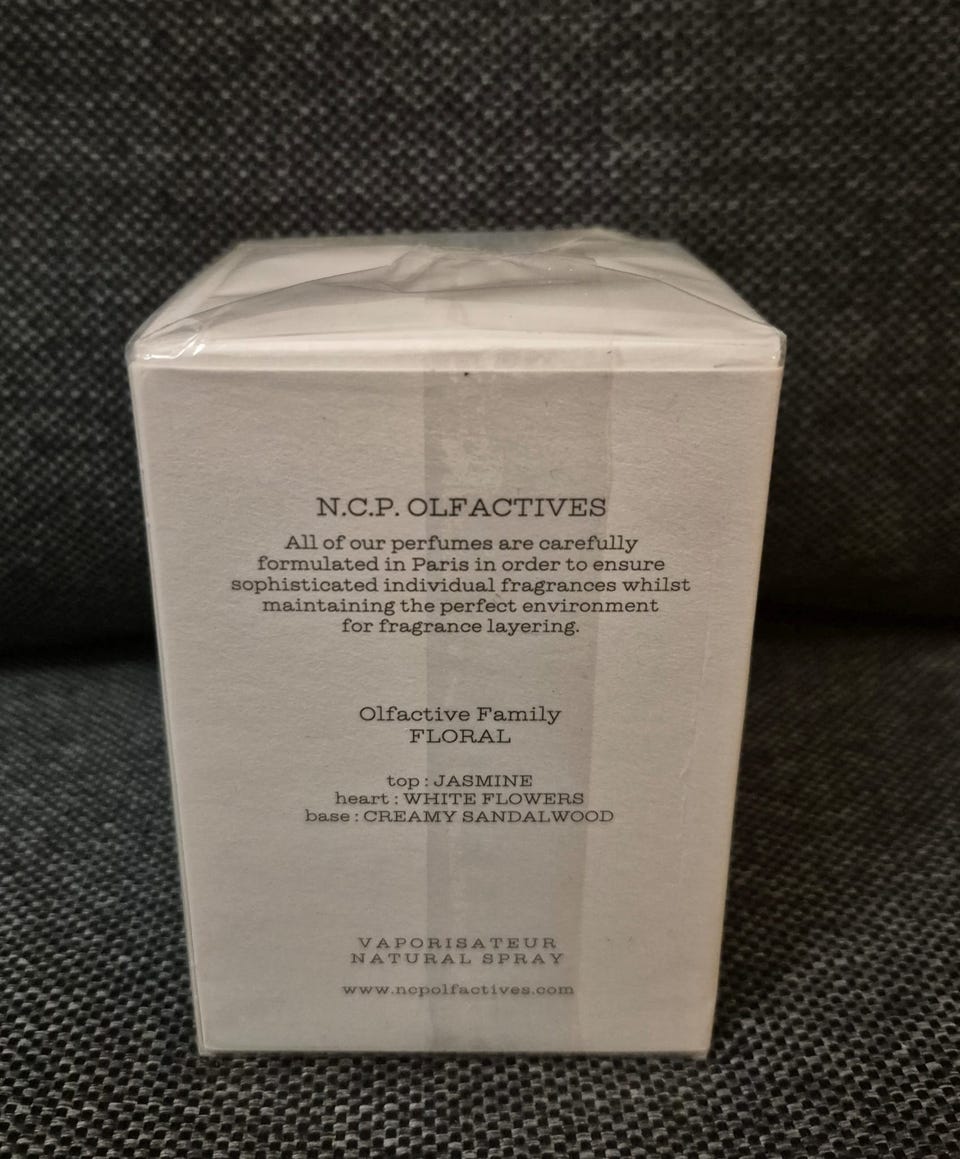 N.C.P. OLFACTIVES
All of our perfumes are carefully
formulated in Paris in order to ensure
sophisticated individual fragrances whilst
maintaining the perfect environment
for fragrance layering.
Olfactive Family
FLORAL
top : JASMINE
heart : WHITE FLOWERS
base : CREAMY SANDALWOOD
VAPORISATEUR
NATURAL SPRAY
www.ncpolfactives.com